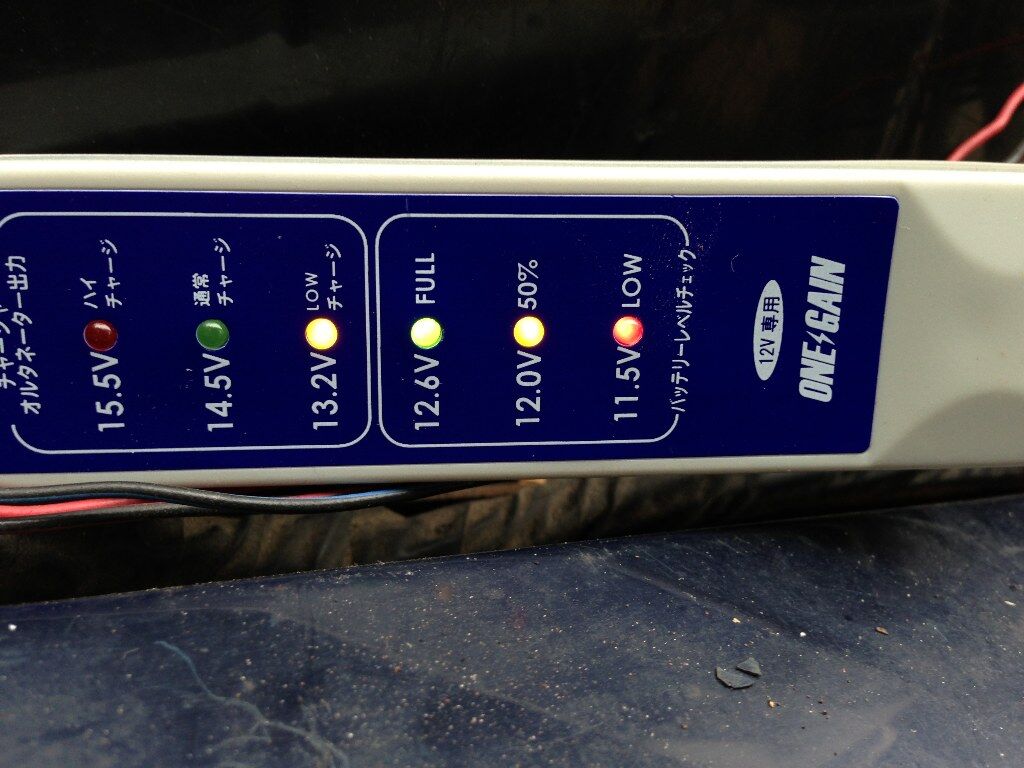 チャージャー
オルタネーター出力
15.5V ハイ
チャージ
14.5V 通常
チャージ
13.2V LOW
チャージ
12.6V FULL
12.0V 50%
11.5V LOW
バッテリーレベルチェック
12V 専用
ONE GAIN